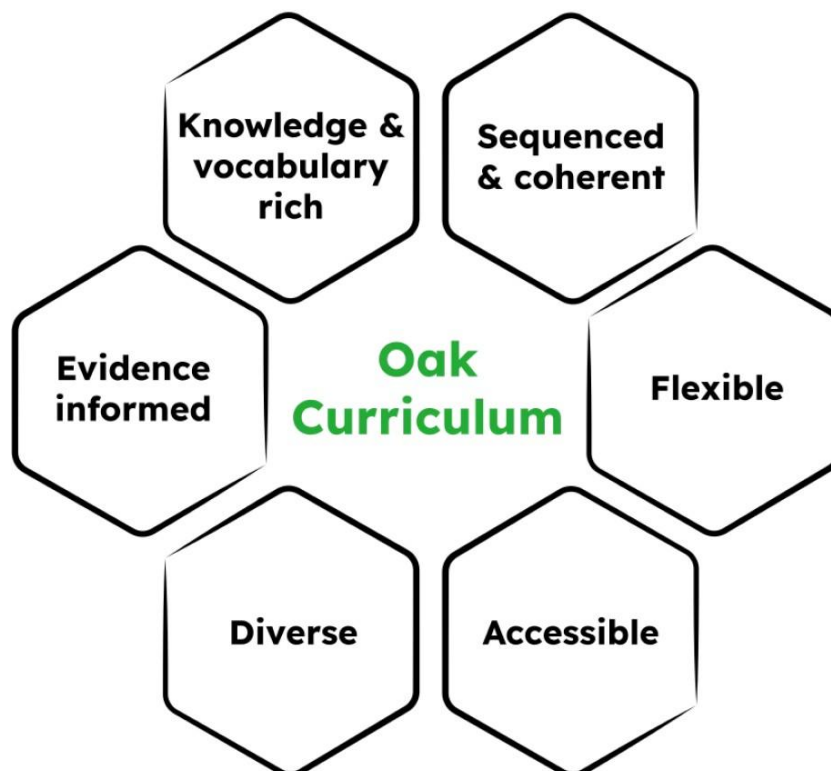 Knowledge &
vocabulary
rich
Sequenced
& coherent
Evidence
informed
Oak
Curriculum
Flexible
Diverse
Accessible